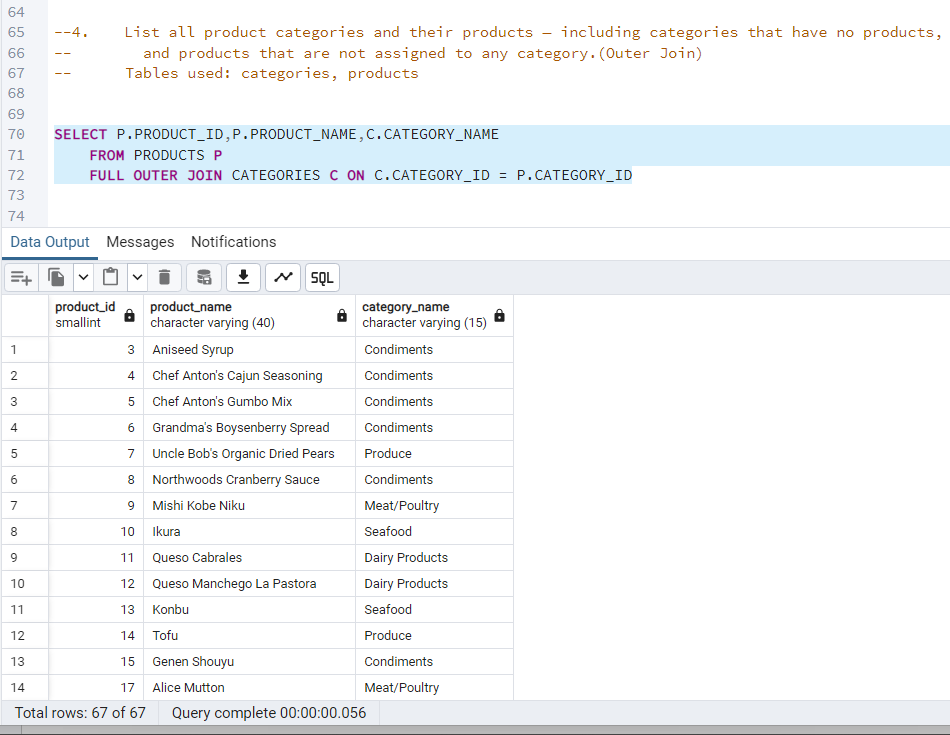 64
65 --4. List all product categories and their products – including categories that have no products,
66 -- and products that are not assigned to any category.(Outer Join)
67 -- Tables used: categories, products
68
69
70 SELECT P.PRODUCT_ID,P.PRODUCT_NAME,C.CATEGORY_NAME
71 FROM PRODUCTS P
72 FULL OUTER JOIN CATEGORIES C ON C.CATEGORY_ID = P.CATEGORY_ID
73
74
Data Output Messages Notifications
SQL
product_id product_name category_name
smallint character varying (40) character varying (15)
1 3 Aniseed Syrup Condiments
2 4 Chef Anton's Cajun Seasoning Condiments
3 5 Chef Anton's Gumbo Mix Condiments
4 6 Grandma's Boysenberry Spread Condiments
5 7 Uncle Bob's Organic Dried Pears Produce
6 8 Northwoods Cranberry Sauce Condiments
7 9 Mishi Kobe Niku Meat/Poultry
8 10 Ikura Seafood
9 11 Queso Cabrales Dairy Products
10 12 Queso Manchego La Pastora Dairy Products
11 13 Konbu Seafood
12 14 Tofu Produce
13 15 Genen Shouyu Condiments
14 17 Alice Mutton Meat/Poultry
Total rows: 67 of 67 Query complete 00:00:00.056